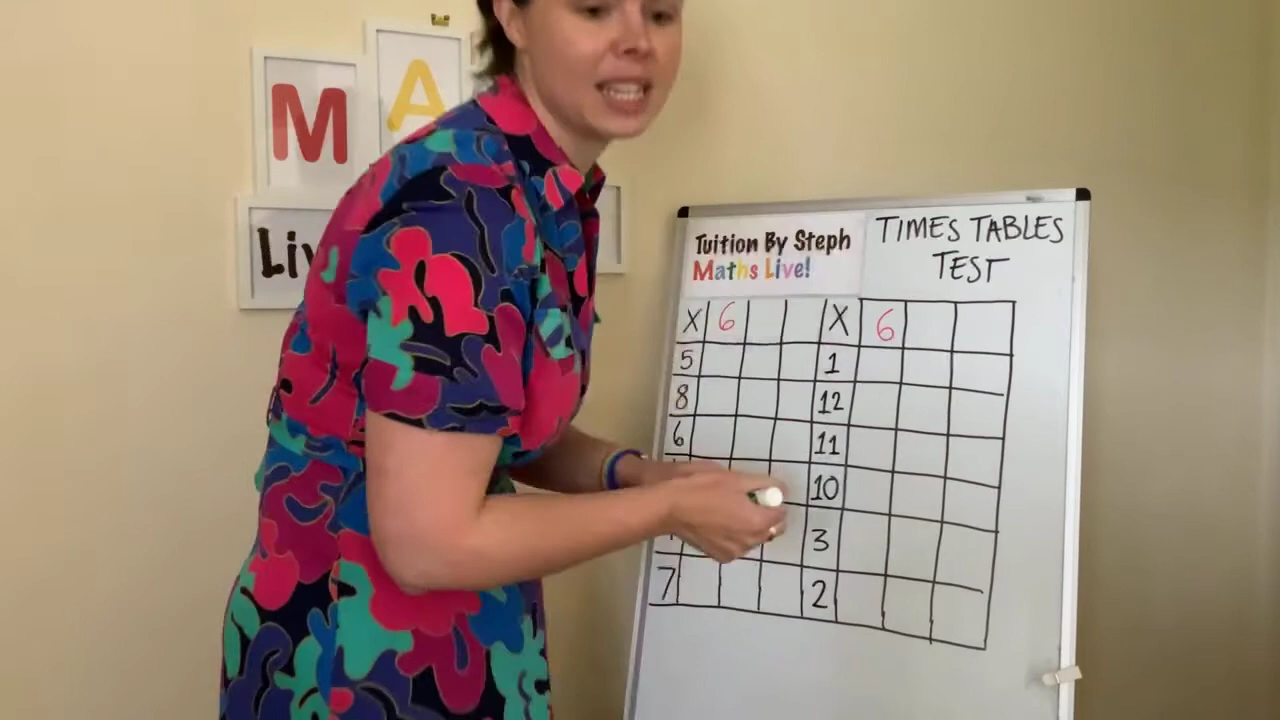 M A
Liv
Tuition By Steph
Maths Live!
TIMES TABLES
TEST
X 6 X 6
5 1
8 12
6 11
10
3
7 2